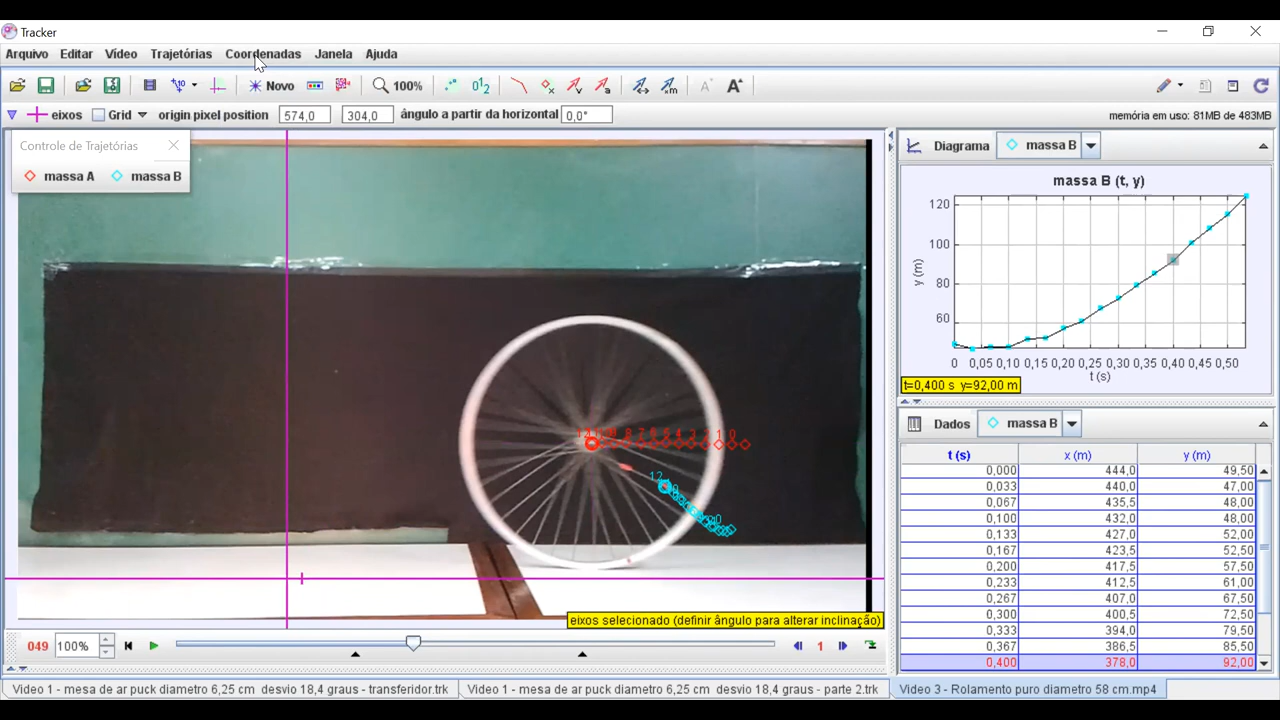 Tracker
Arquivo Editar Vídeo Trajetórias Coordenadas Janela Ajuda
Novo 100%
eixos Grid origin pixel position 574,0 304,0 ângulo a partir da horizontal 0,0° memória em uso: 81MB de 483MB
Controle de Trajetórias
massa A massa B
Diagrama massa B
massa B (t, y)
120
100
80
60
y (m)
0 0,05 0,10 0,15 0,20 0,25 0,30 0,35 0,40 0,45 0,50
t (s)
t=0,400 s y=92,00 m
Dados massa B
t (s) x (m) y (m)
0,000 444,0 49,50
0,033 440,0 47,00
0,067 435,5 48,00
0,100 432,0 48,00
0,133 427,0 52,00
0,167 423,5 52,50
0,200 417,5 57,50
0,233 412,5 61,00
0,267 407,0 67,50
0,300 400,5 72,50
0,333 394,0 79,50
0,367 386,5 85,50
0,400 378,0 92,00
eixos selecionado (definir ângulo para alterar inclinação)
049 100% 1
Video 1 - mesa de ar puck diametro 6,25 cm desvio 18,4 graus - transferidor.trk
Video 1 - mesa de ar puck diametro 6,25 cm desvio 18,4 graus - parte 2.trk
Video 3 - Rolamento puro diametro 58 cm.mp4